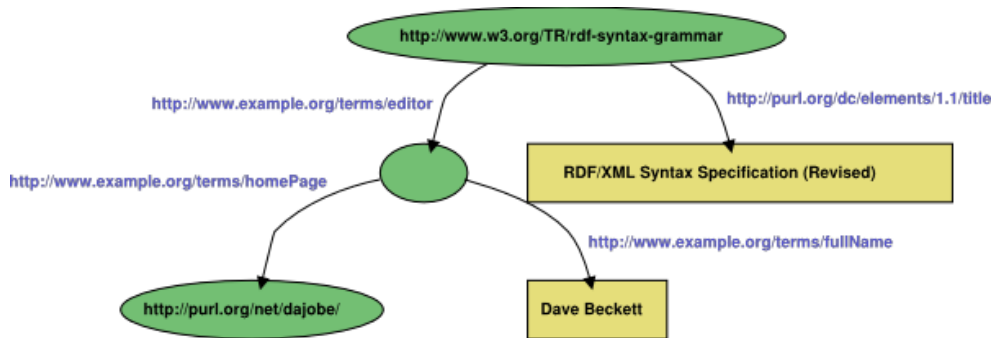 http://www.w3.org/TR/rdf-syntax-grammar
http://www.example.org/terms/editor
http://purl.org/dc/elements/1.1/title
RDF/XML Syntax Specification (Revised)
http://www.example.org/terms/homePage
http://www.example.org/terms/fullName
http://purl.org/net/dajobe/
Dave Beckett